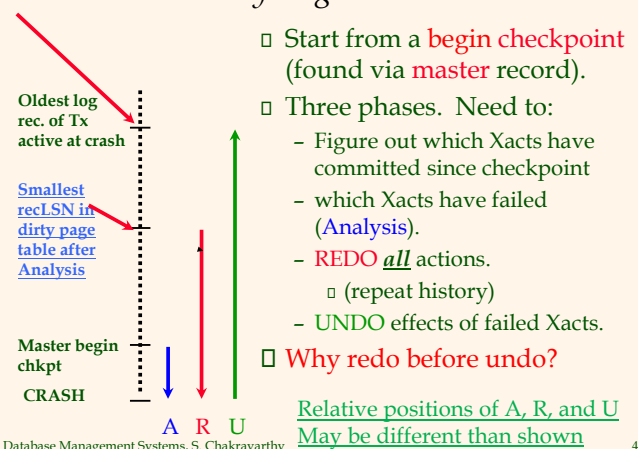 Start from a begin checkpoint
(found via master record).
Three phases. Need to:
– Figure out which Xacts have
committed since checkpoint
– which Xacts have failed
(Analysis).
– REDO all actions.
(repeat history)
– UNDO effects of failed Xacts.
Why redo before undo?
Oldest log
rec. of Tx
active at crash
Smallest
recLSN in
dirty page
table after
Analysis
Master begin
chkpt
CRASH
A R U
Relative positions of A, R, and U
May be different than shown
Database Management Systems, S. Chakravarthy
4